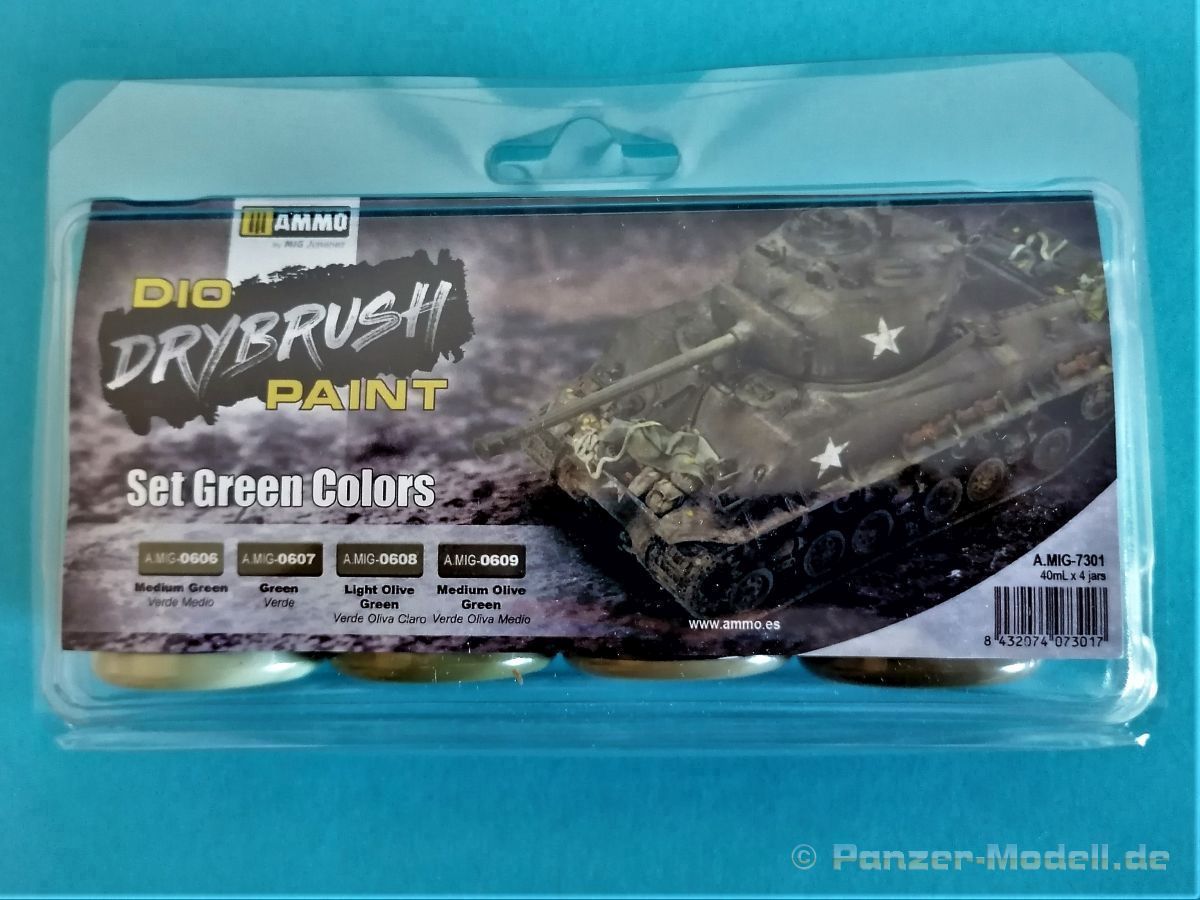 AMMO
by MIG Jimenez
DIO
DRYBRUSH
PAINT
Set Green Colors
A.MIG-0606 A.MIG-0607 A.MIG-0608 A.MIG-0609
Medium Green Green Light Olive Green Medium Olive Green
Verde Medio Verde Verde Oliva Claro Verde Oliva Medio
www.ammo.es
A.MIG-7301
40mL x 4 jars
8 432074 073017
© Panzer-Modell.de